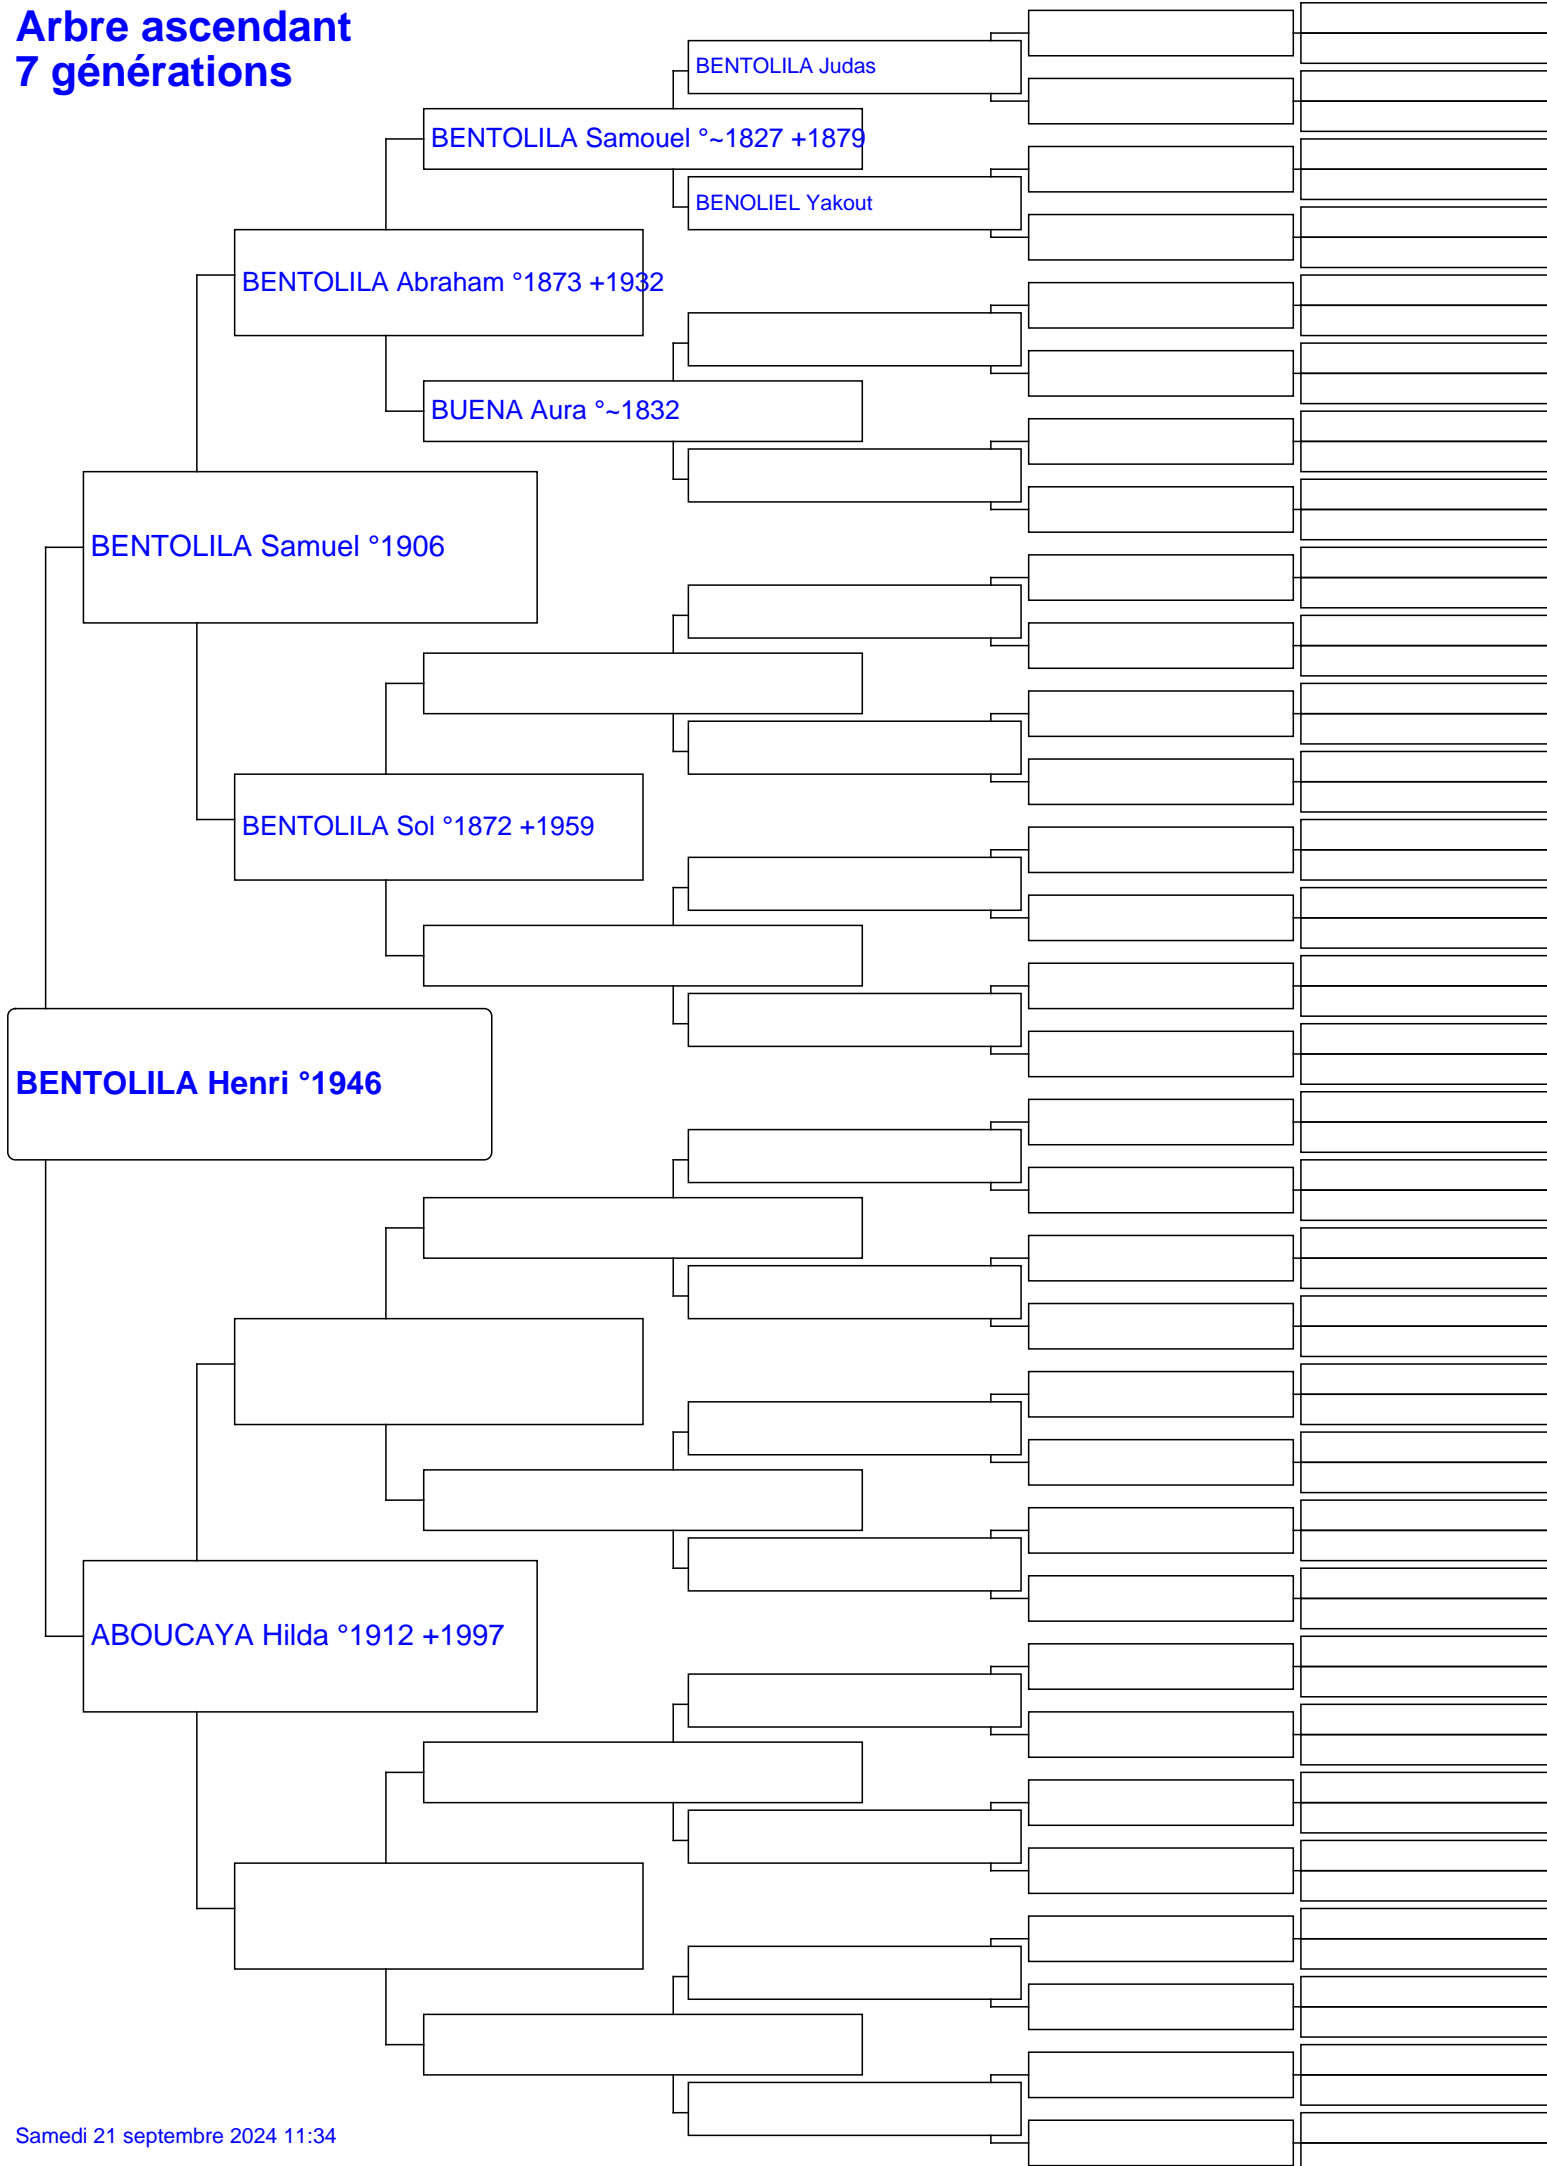 Arbre ascendant
7 générations
BENTOLILA Judas
BENTOLILA Samouel °~1827 +1879
BENOLIEL Yakout
BENTOLILA Abraham °1873 +1932
BUENA Aura °~1832
BENTOLILA Samuel °1906
BENTOLILA Sol °1872 +1959
BENTOLILA Henri °1946
ABOUCAYA Hilda °1912 +1997
Samedi 21 septembre 2024 11:34